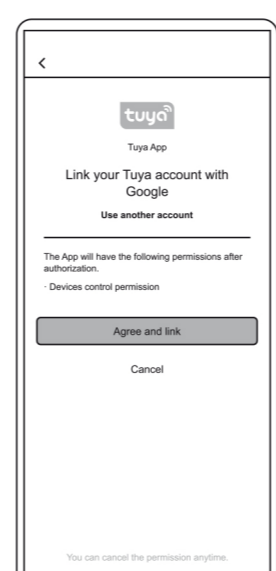 tuya
Tuya App
Link your Tuya account with
Google
Use another account
The App will have the following permissions after
authorization.
· Devices control permission
Agree and link
Cancel
You can cancel the permission anytime.